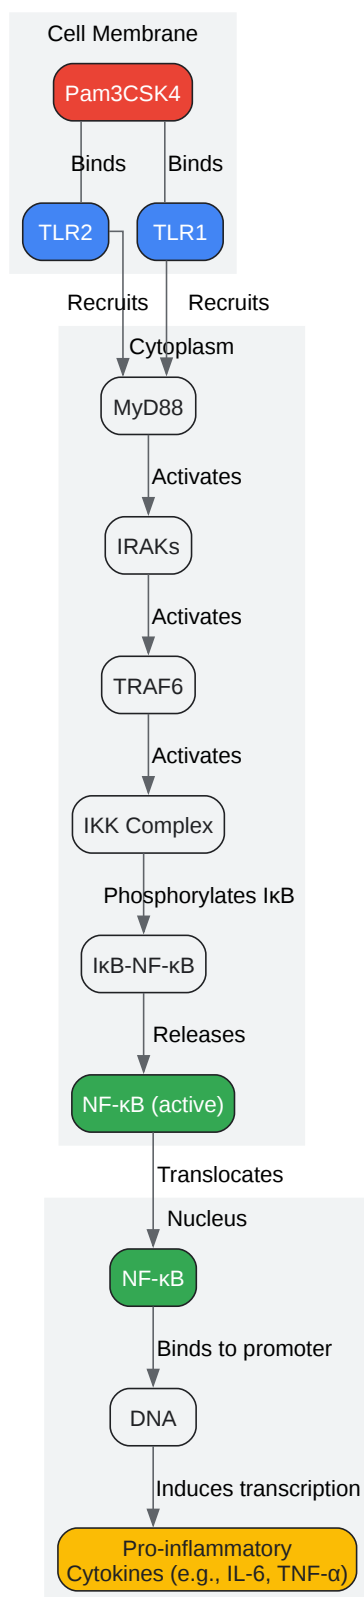 Cell Membrane
Pam3CSK4
Binds
Binds
TLR2
TLR1
Recruits
Recruits
Cytoplasm
MyD88
Activates
IRAKs
Activates
TRAF6
Activates
IKK Complex
Phosphorylates IκB
IκB-NF-κB
Releases
NF-κB (active)
Translocates
Nucleus
NF-κB
Binds to promoter
DNA
Induces transcription
Pro-inflammatory
Cytokines (e.g., IL-6, TNF-α)